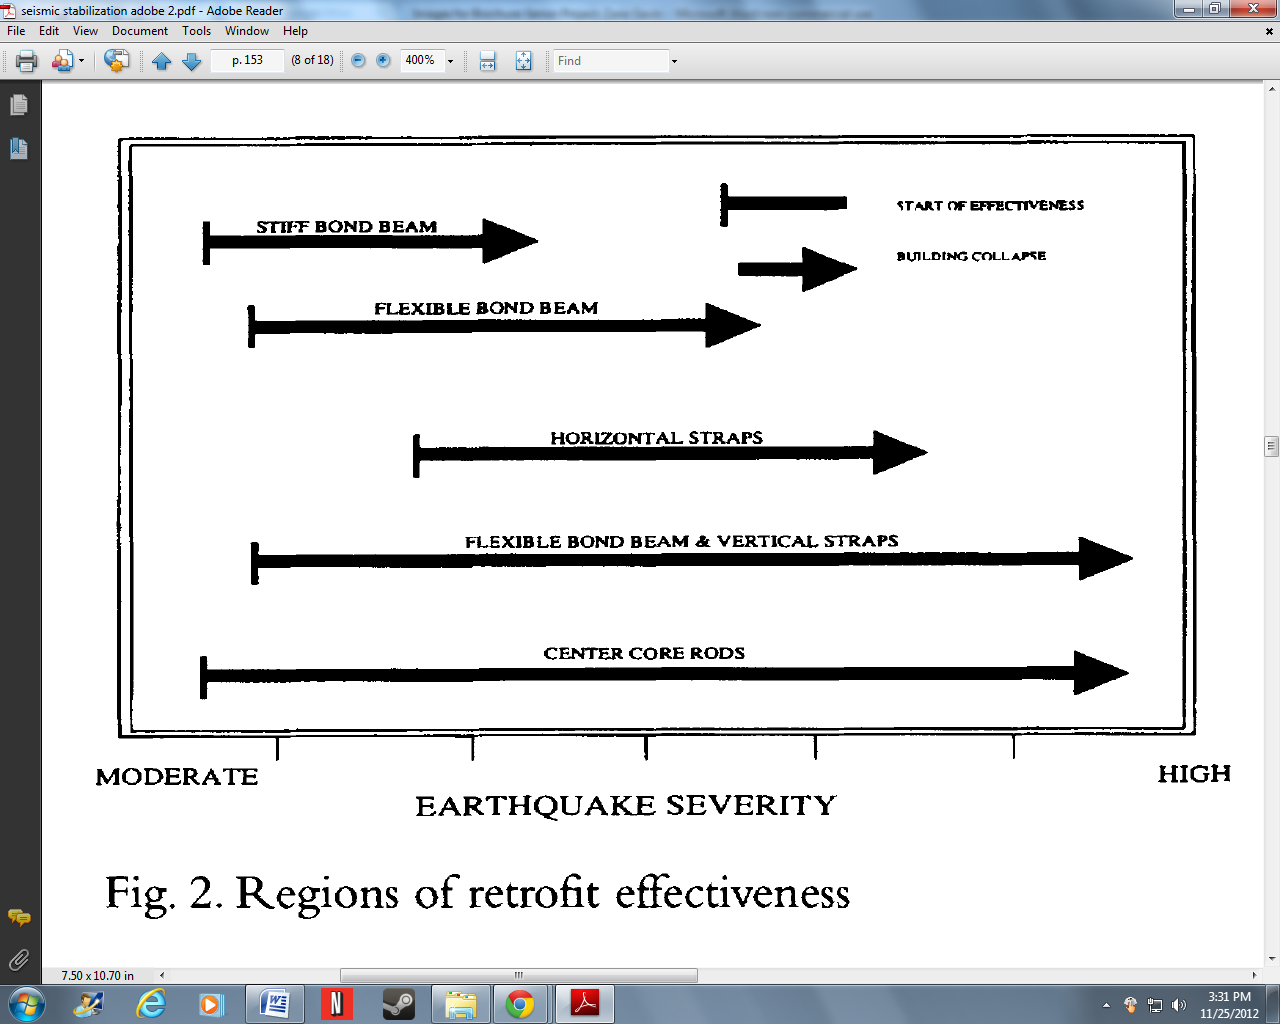 seismic stabilization adobe 2.pdf - Adobe Reader
File Edit View Document Tools Window Help
p. 153 (8 of 18) 400% Find
START OF EFFECTIVENESS
STIFF BOND BEAM
BUILDING COLLAPSE
FLEXIBLE BOND BEAM
HORIZONTAL STRAPS
FLEXIBLE BOND BEAM & VERTICAL STRAPS
CENTER CORE RODS
MODERATE HIGH
EARTHQUAKE SEVERITY
Fig. 2. Regions of retrofit effectiveness
7.50 x 10.70 in
3:31 PM
11/25/2012